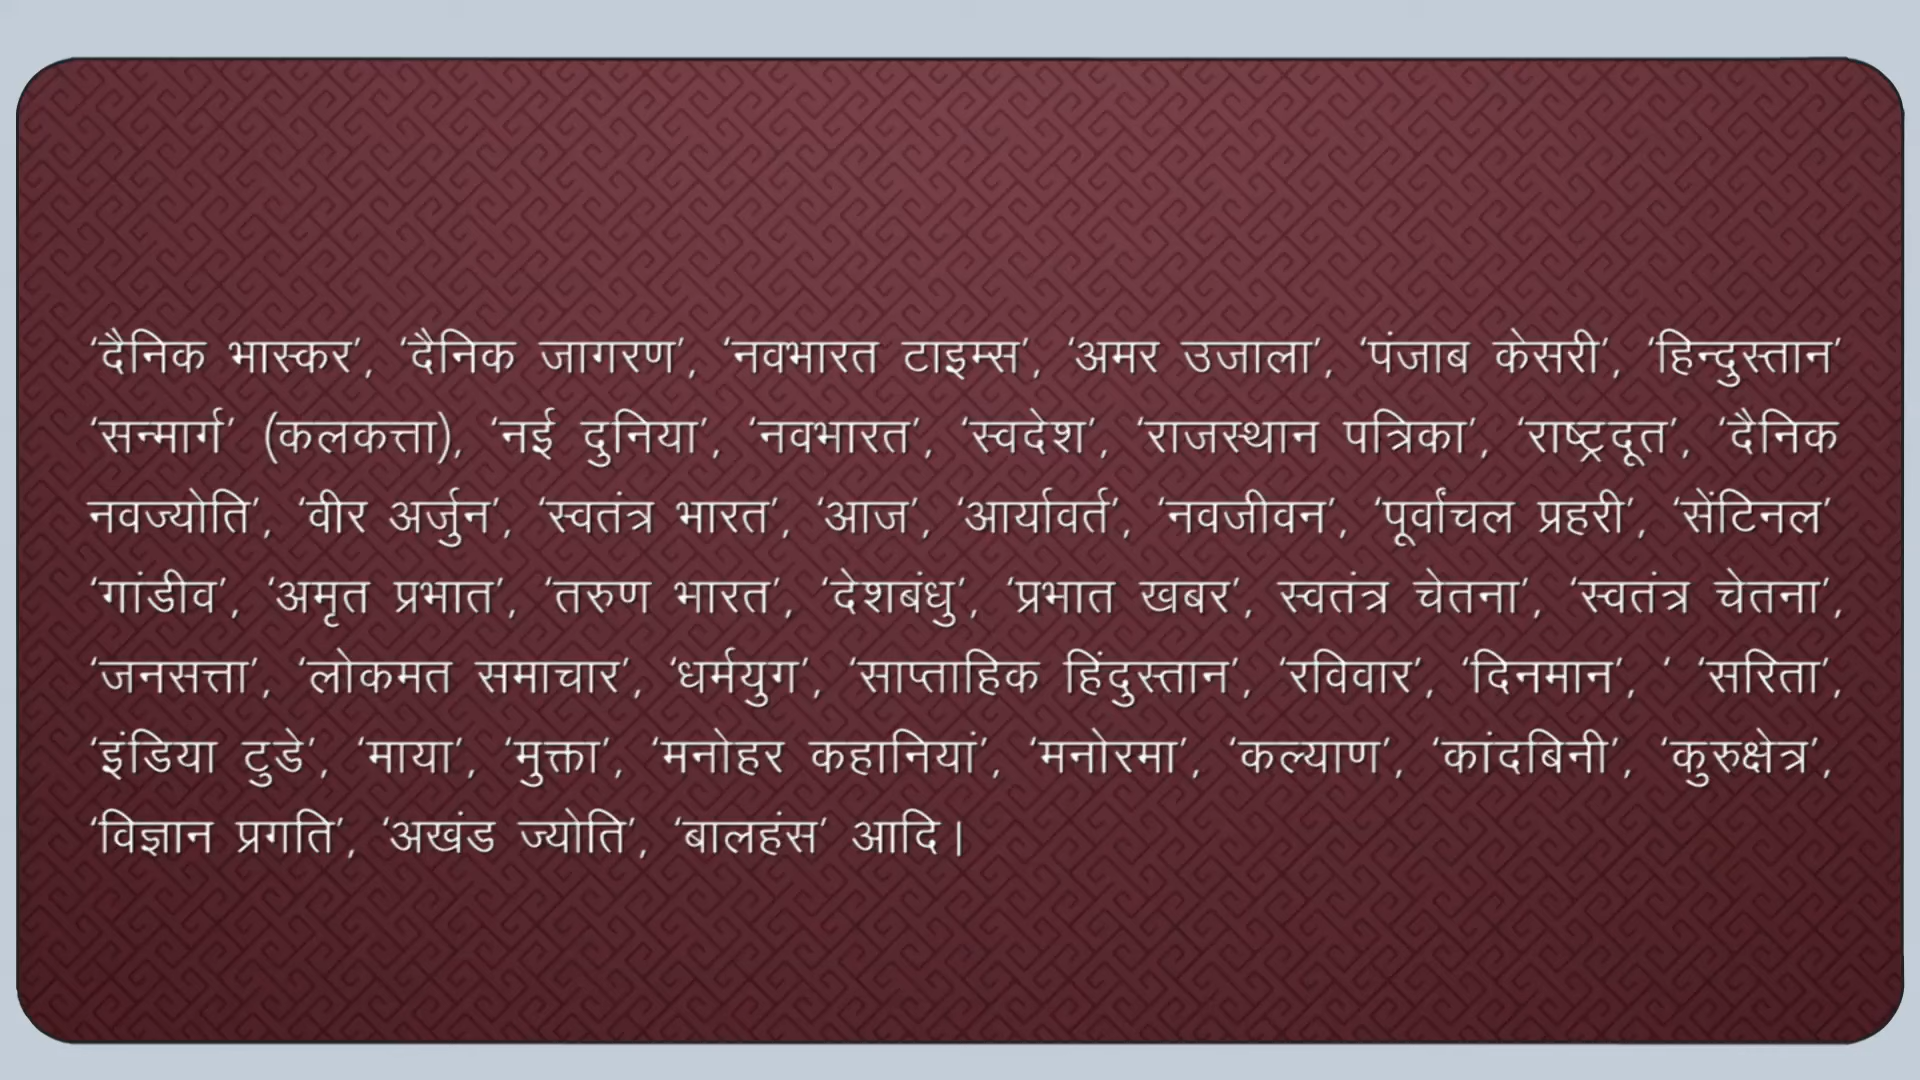 ‘दैनिक भास्कर’, ‘दैनिक जागरण’, ‘नवभारत टाइम्स’, ‘अमर उजाला’, ‘पंजाब केसरी’, ‘हिन्दुस्तान’
‘सन्मार्ग’ (कलकत्ता), ‘नई दुनिया’, ‘नवभारत’, ‘स्वदेश’, ‘राजस्थान पत्रिका’, ‘राष्ट्रदूत’, ‘दैनिक
नवज्योति’, ‘वीर अर्जुन’, ‘स्वतंत्र भारत’, ‘आज’, ‘आर्यावर्त’, ‘नवजीवन’, ‘पूर्वांचल प्रहरी’, ‘सेंटिनल’
‘गांडीव’, ‘अमृत प्रभात’, ‘तरुण भारत’, ‘देशबंधु’, ‘प्रभात खबर’, स्वतंत्र चेतना’, ‘स्वतंत्र चेतना’,
‘जनसत्ता’, ‘लोकमत समाचार’, ‘धर्मयुग’, ‘साप्ताहिक हिंदुस्तान’, ‘रविवार’, ‘दिनमान’, ‘ ‘सरिता’,
‘इंडिया टुडे’, ‘माया’, ‘मुक्ता’, ‘मनोहर कहानियां’, ‘मनोरमा’, ‘कल्याण’, ‘कांदबिनी’, ‘कुरुक्षेत्र’,
‘विज्ञान प्रगति’, ‘अखंड ज्योति’, ‘बालहंस’ आदि।